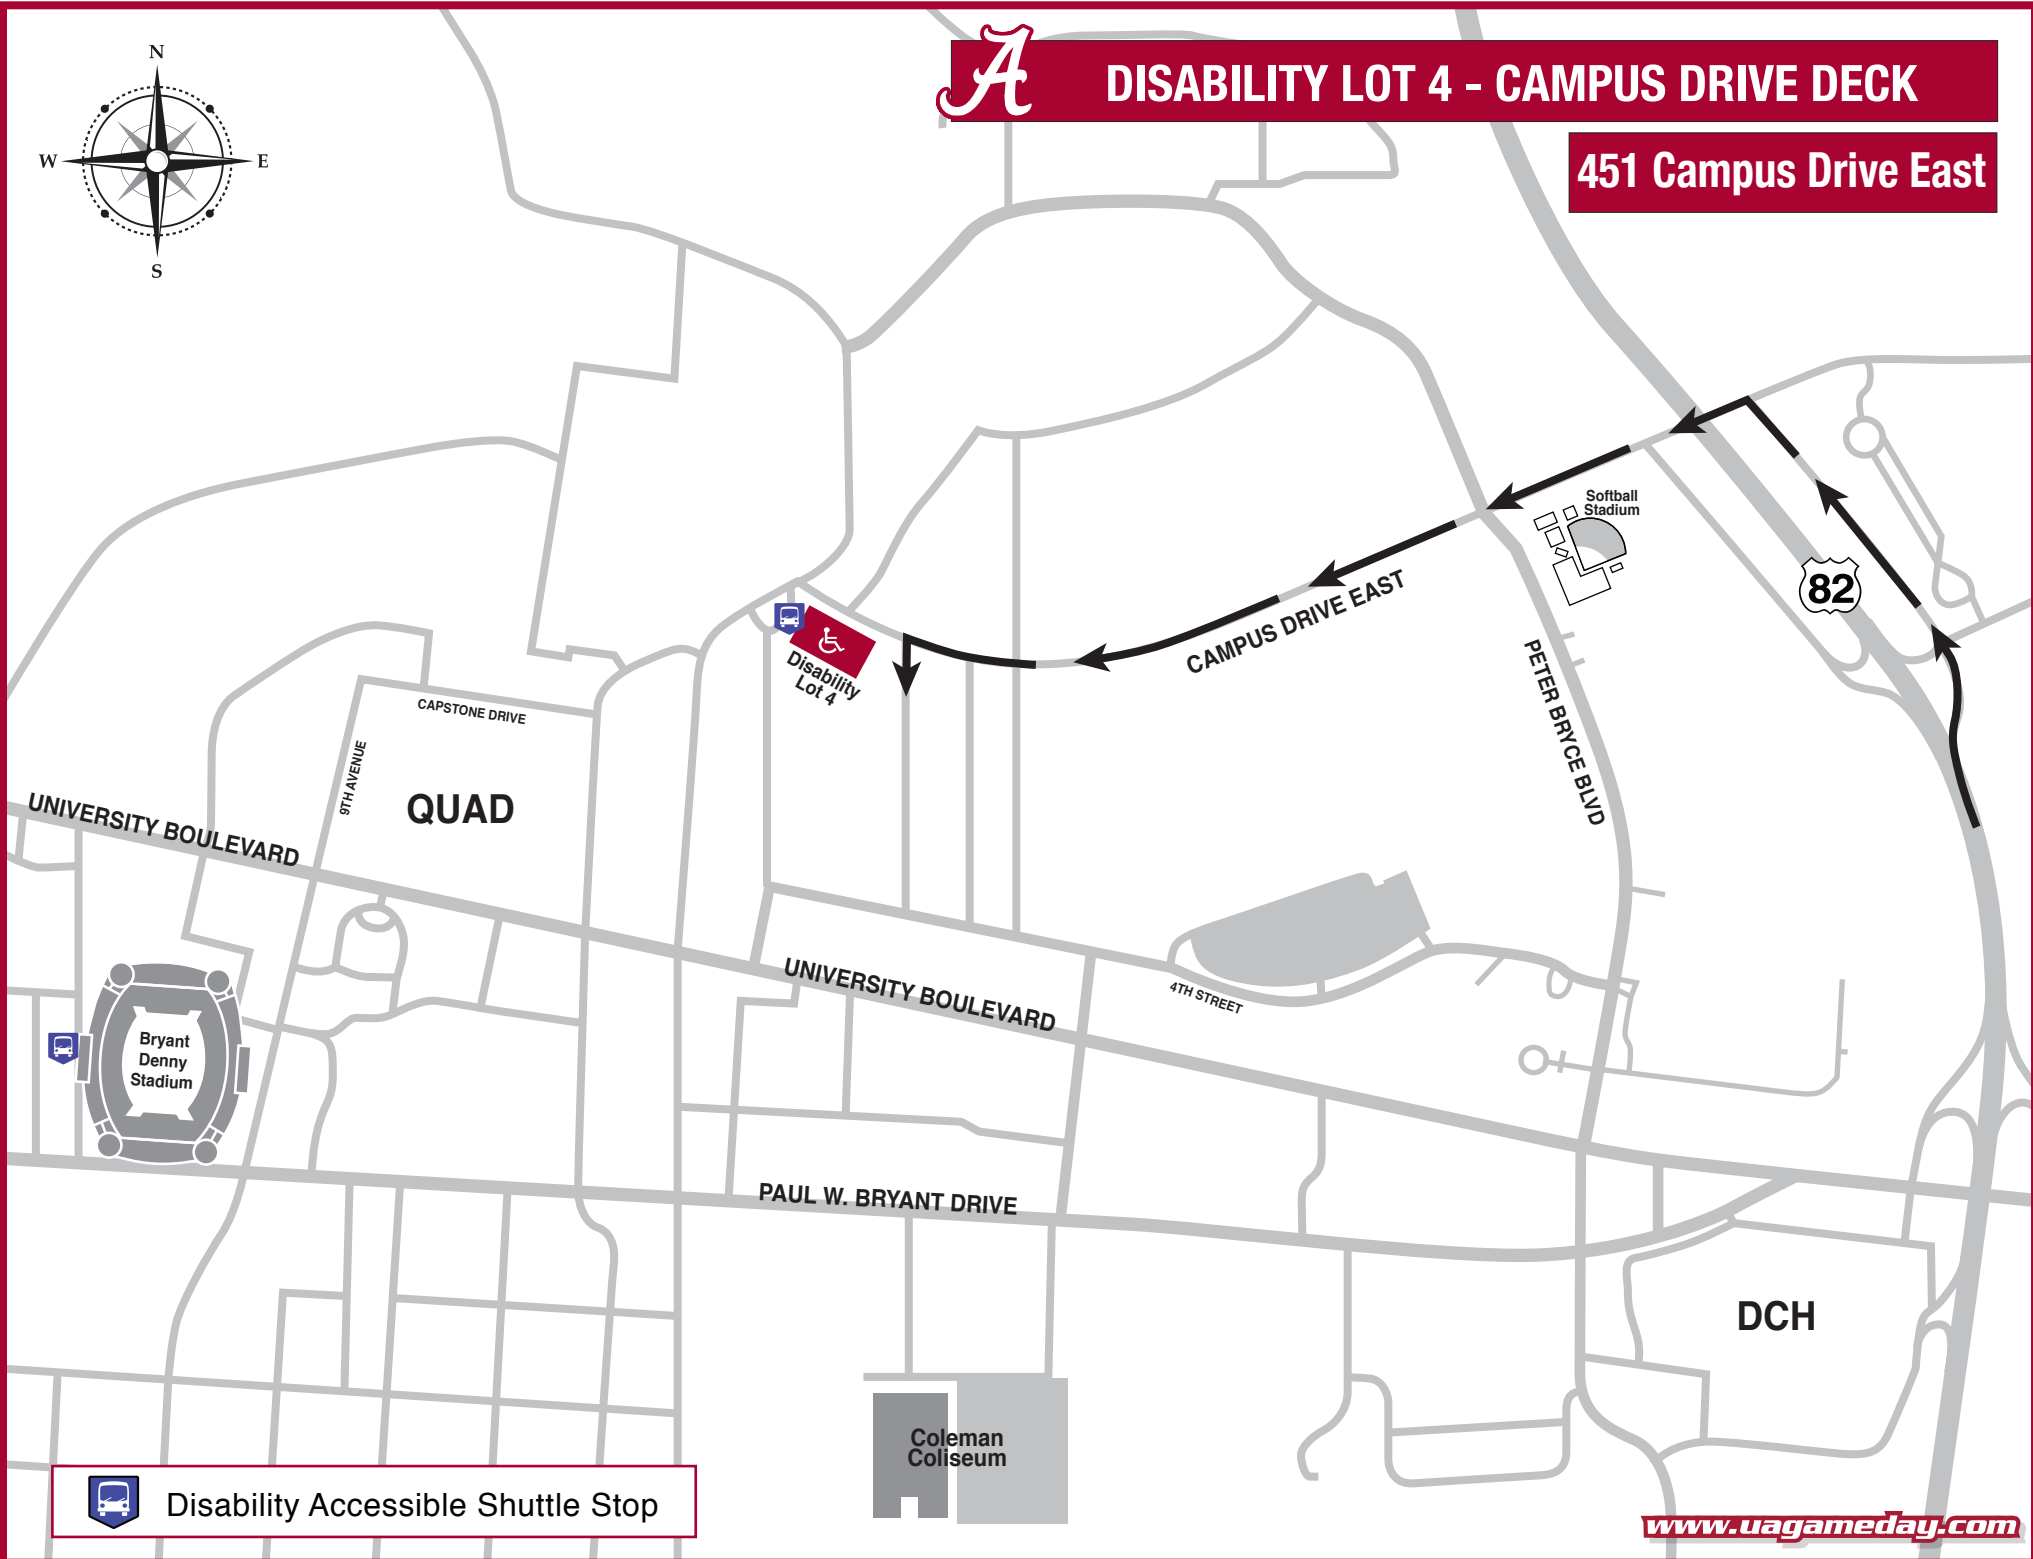 N
W
E
S
A
DISABILITY LOT 4 - CAMPUS DRIVE DECK
451 Campus Drive East
Softball
Stadium
82
CAMPUS DRIVE EAST
PETER BRYCE BLVD
Disability
Lot 4
CAPSTONE DRIVE
9TH AVENUE
QUAD
UNIVERSITY BOULEVARD
UNIVERSITY BOULEVARD
4TH STREET
Bryant
Denny
Stadium
PAUL W. BRYANT DRIVE
DCH
Coleman
Coliseum
Disability Accessible Shuttle Stop
www.uagameday.com